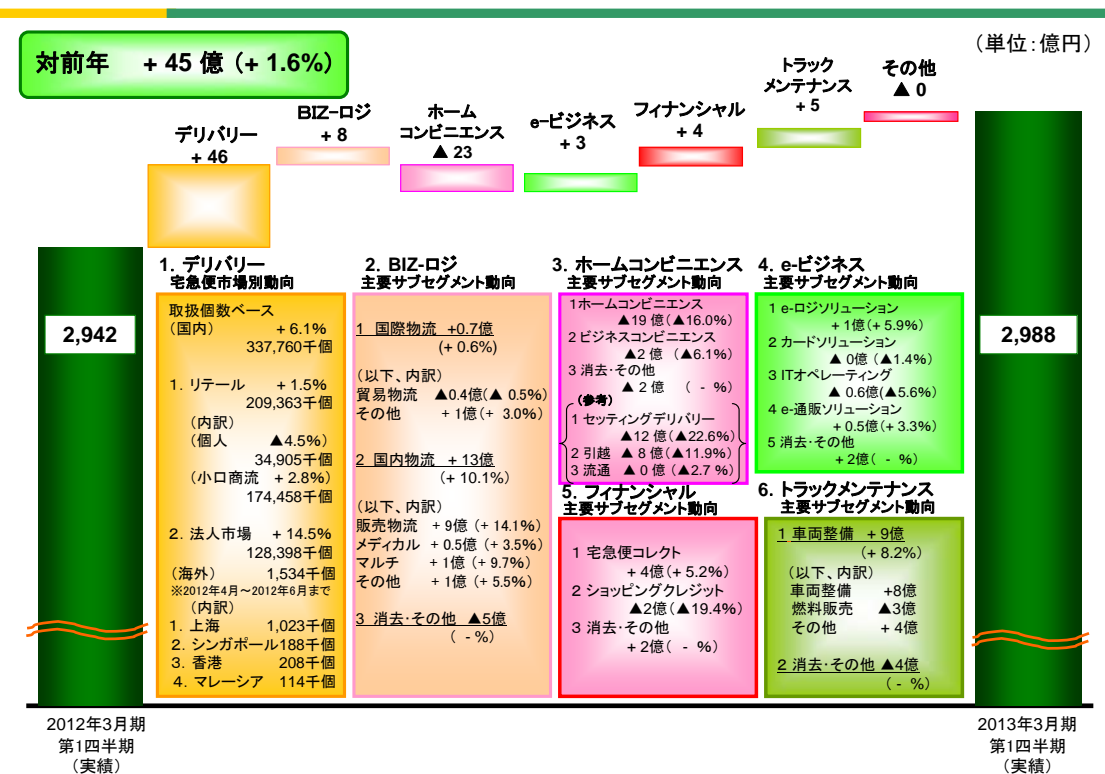 （単位：億円）
対前年　+ 45 億 (+ 1.6%)
デリバリー
+ 46
BIZ-ロジ
+ 8
ホーム
コンビニエンス
▲ 23
e-ビジネス
+ 3
フィナンシャル
+ 4
トラック
メンテナンス
+ 5
その他
▲ 0
2,942
2,988
1. デリバリー
宅急便市場別動向
取扱個数ベース
(国内)　+ 6.1%
337,760千個
1. リテール　+ 1.5%
209,363千個
(内訳)
(個人　▲4.5%)
34,905千個
(小口商流　+ 2.8%)
174,458千個
2. 法人市場　+ 14.5%
128,398千個
(海外)　1,534千個
※2012年4月～2012年6月まで
(内訳)
1. 上海　1,023千個
2. シンガポール188千個
3. 香港　208千個
4. マレーシア　114千個
2. BIZ-ロジ
主要サブセグメント動向
1 国際物流　+0.7億
(+ 0.6%)
(以下、内訳)
貿易物流　▲0.4億(▲ 0.5%)
その他　+ 1億(+ 3.0%)
2 国内物流　+ 13億
(+ 10.1%)
(以下、内訳)
販売物流　+ 9億 (+ 14.1%)
メディカル　+ 0.5億 (+ 3.5%)
マルチ　+ 1億 (+ 9.7%)
その他　+ 1億 (+ 5.5%)
3 消去・その他　▲5億
( - %)
3. ホームコンビニエンス
主要サブセグメント動向
1ホームコンビニエンス
▲19 億(▲16.0%)
2 ビジネスコンビニエンス
▲2 億　(▲6.1%)
3 消去・その他
▲ 2 億　( - %)
(参考)
1 セッティングデリバリー
▲12 億(▲22.6%)
2 引越　▲ 8 億(▲11.9%)
3 流通　▲ 0 億(▲2.7 %)
4. e-ビジネス
主要サブセグメント動向
1 e-ロジソリューション
+ 1億(+ 5.9%)
2 カードソリューション
▲ 0億 (▲1.4%)
3 ITオペレーティング
▲ 0.6億(▲5.6%)
4 e-通販ソリューション
+ 0.5億(+ 3.3%)
5 消去・その他
+ 2億( - %)
5. フィナンシャル
主要サブセグメント動向
1 宅急便コレクト
+ 4億(+ 5.2%)
2 ショッピングクレジット
▲2億(▲19.4%)
3 消去・その他
+ 2億( - %)
6. トラックメンテナンス
主要サブセグメント動向
1 車両整備　+ 9億
(+ 8.2%)
(以下、内訳)
車両整備　+8億
燃料販売　▲3億
その他　+ 4億
2 消去・その他 ▲4億
( - %)
2012年3月期
第1四半期
（実績）
2013年3月期
第1四半期
（実績）